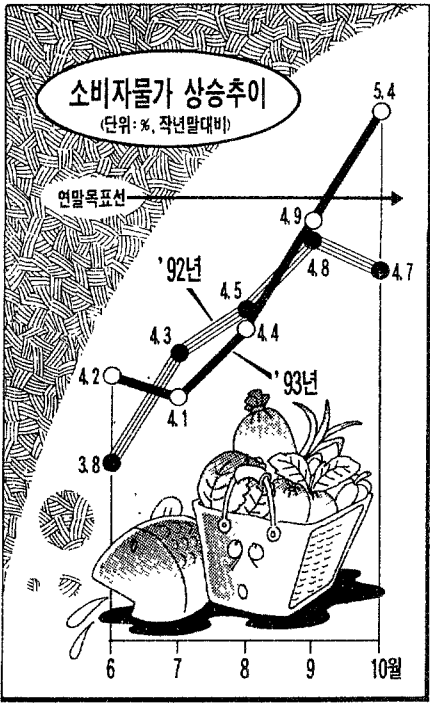 소비자물가 상승추이
(단위:%, 작년말대비)
5.4
연말목표선
4.9
4.8
4.7
'92년
4.5
4.3
4.4
4.2
4.1
'93년
3.8
6 7 8 9 10월